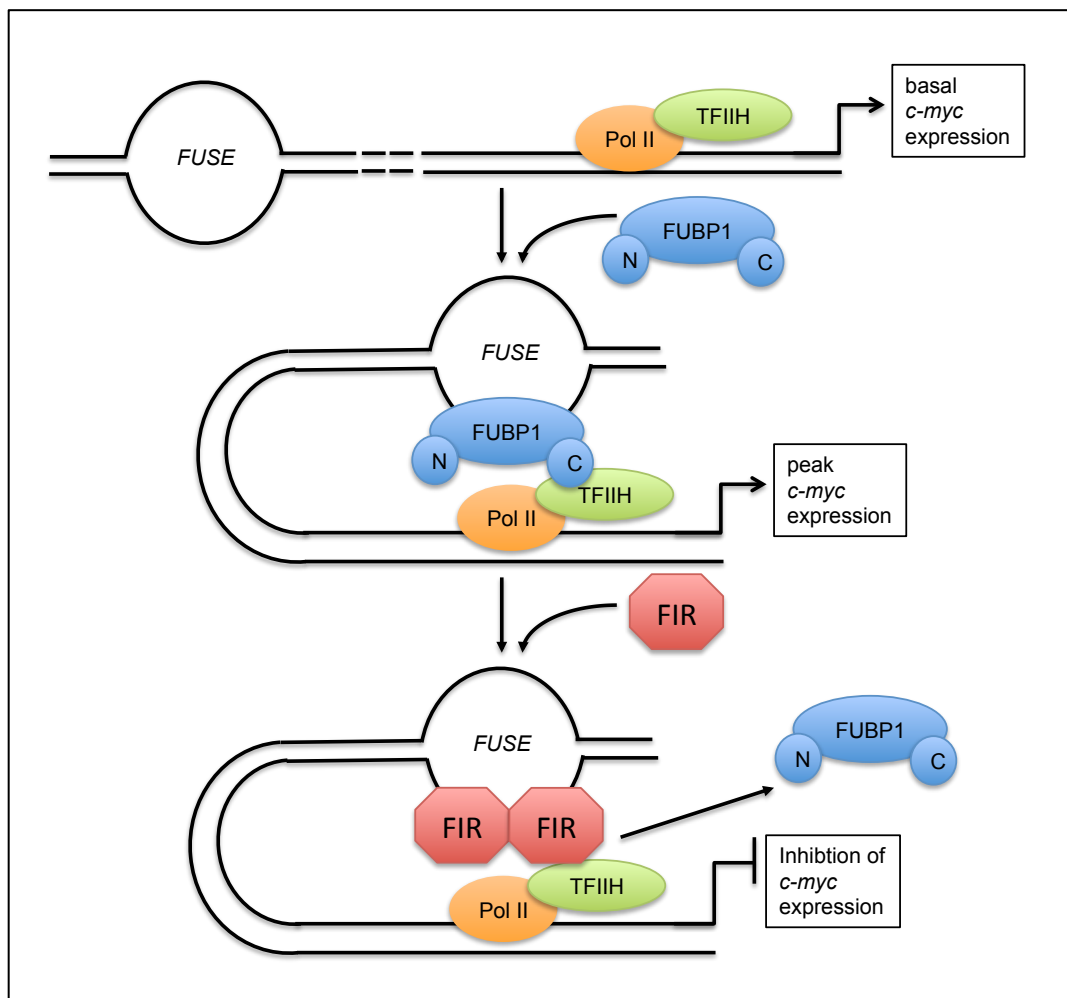 FUSE
Pol II
TFIIH
basal
c-myc
expression
FUBP1
N
C
FUSE
FUBP1
N
C
TFIIH
Pol II
peak
c-myc
expression
FIR
FUSE
FUBP1
N
C
FIR
FIR
TFIIH
Pol II
Inhibtion of
c-myc
expression